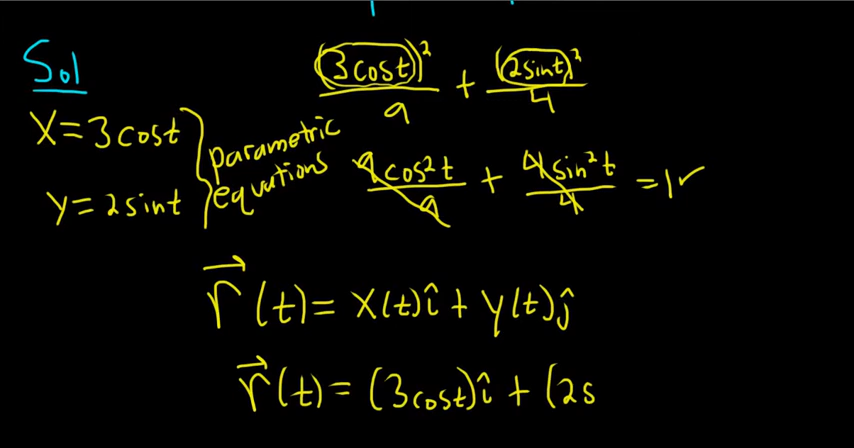 Sol
(3cost)²/9 + (2sint)²/4
X = 3cost
y = 2sint
parametric
equations
9cos²t/9 + 4sin²t/4 = 1✓
r⃗(t) = X(t)î + y(t)ĵ
r⃗(t) = (3cost)î + (2s